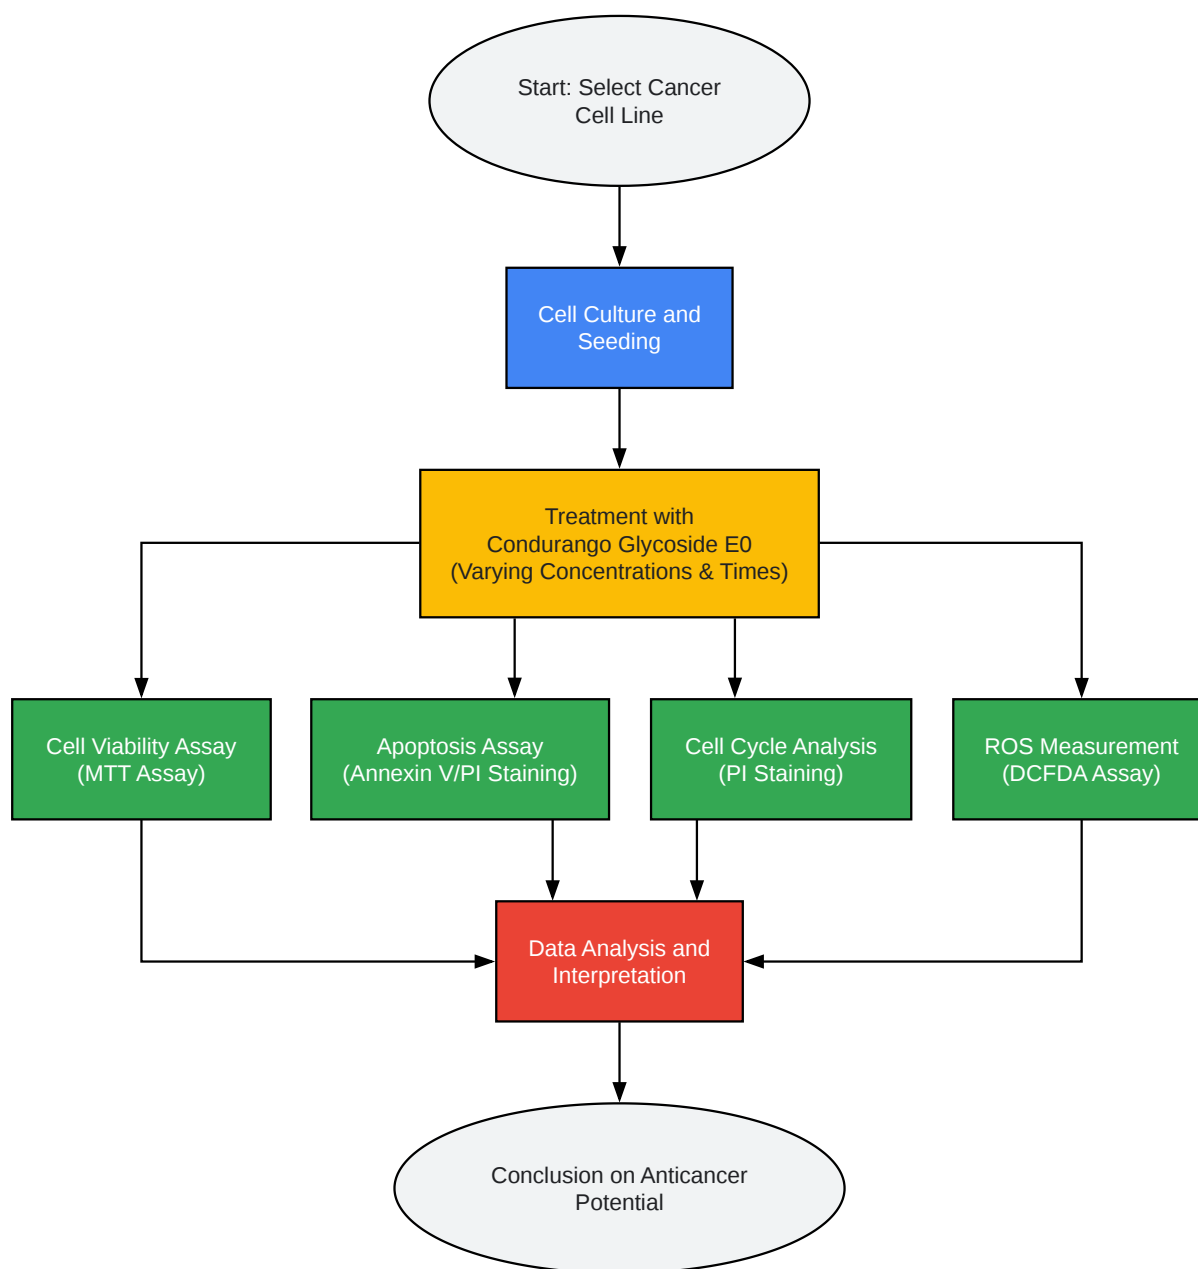 Start: Select Cancer
Cell Line
Cell Culture and
Seeding
Treatment with
Condurango Glycoside E0
(Varying Concentrations & Times)
Cell Viability Assay
(MTT Assay)
Apoptosis Assay
(Annexin V/PI Staining)
Cell Cycle Analysis
(PI Staining)
ROS Measurement
(DCFDA Assay)
Data Analysis and
Interpretation
Conclusion on Anticancer
Potential